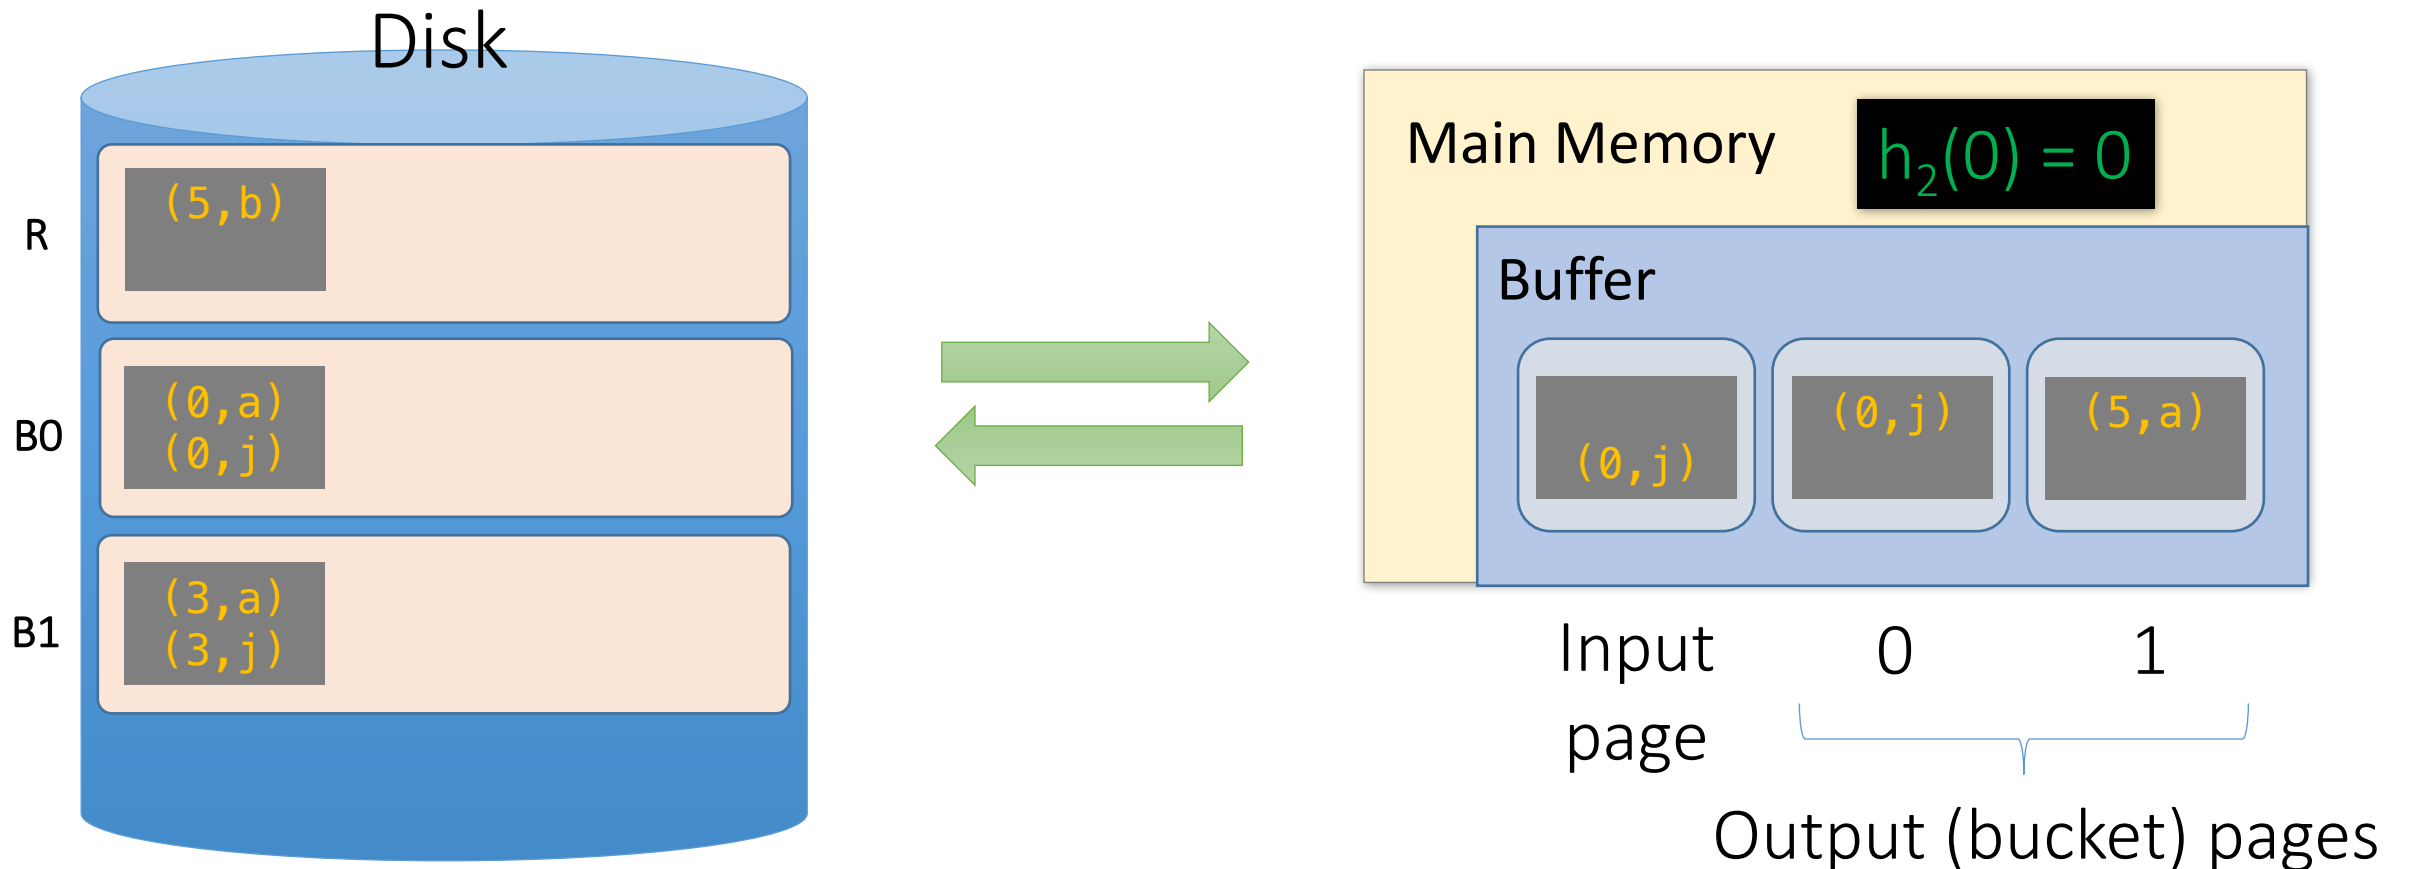 Disk
R
(5,b)
B0
(0,a)
(0,j)
B1
(3,a)
(3,j)
Main Memory
h₂(0) = 0
Buffer
(0,j)
(0,j)
(5,a)
Input
page
0
1
Output (bucket) pages